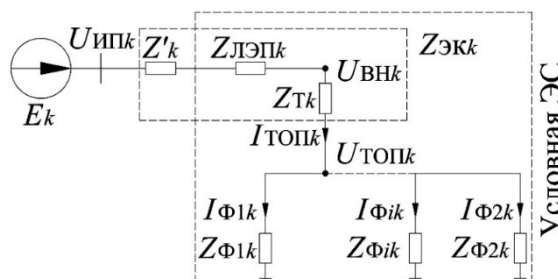 UИПk
Z'k
ZЛЭПk
ZЭКk
UВНk
Ek
ZТk
IТОПk
UТОПk
IФ1k
IФik
IФ2k
ZФ1k
ZФik
ZФ2k
Условная ЭС